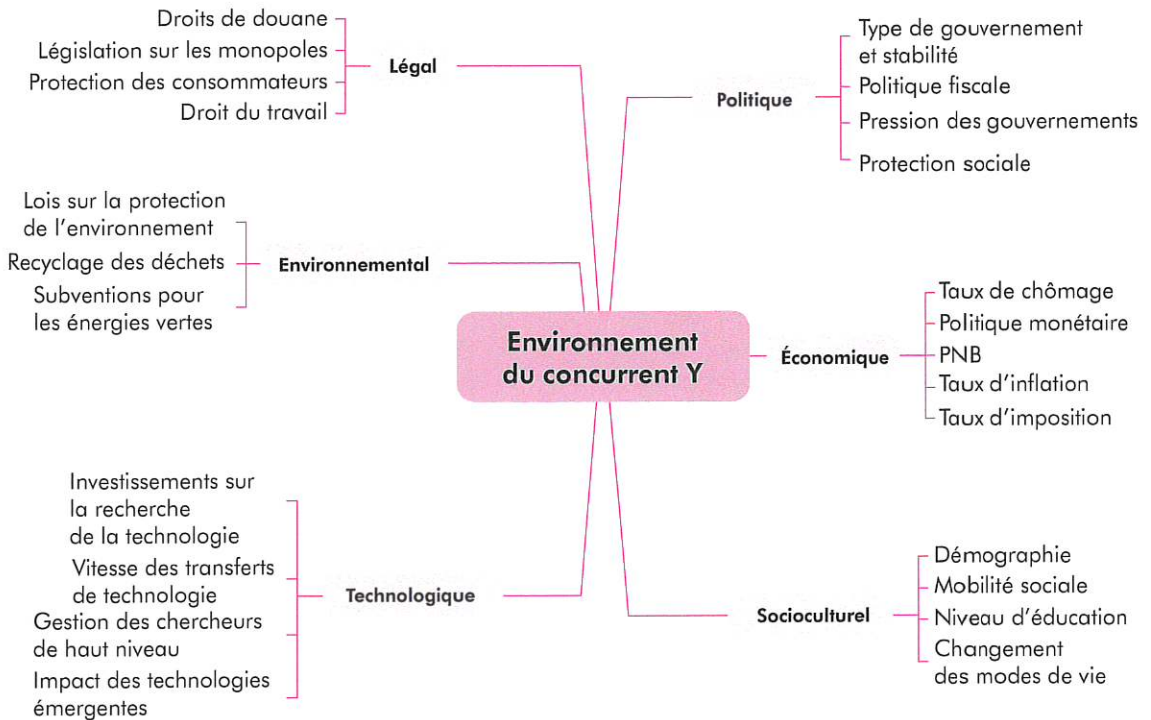 Droits de douane
Législation sur les monopoles
Protection des consommateurs
Droit du travail
Légal
Type de gouvernement
et stabilité
Politique fiscale
Pression des gouvernements
Protection sociale
Politique
Lois sur la protection
de l'environnement
Recyclage des déchets
Subventions pour
les énergies vertes
Environnemental
Environnement
du concurrent Y
Économique
Taux de chômage
Politique monétaire
PNB
Taux d'inflation
Taux d'imposition
Investissements sur
la recherche
de la technologie
Vitesse des transferts
de technologie
Gestion des chercheurs
de haut niveau
Impact des technologies
émergentes
Technologique
Socioculturel
Démographie
Mobilité sociale
Niveau d'éducation
Changement
des modes de vie